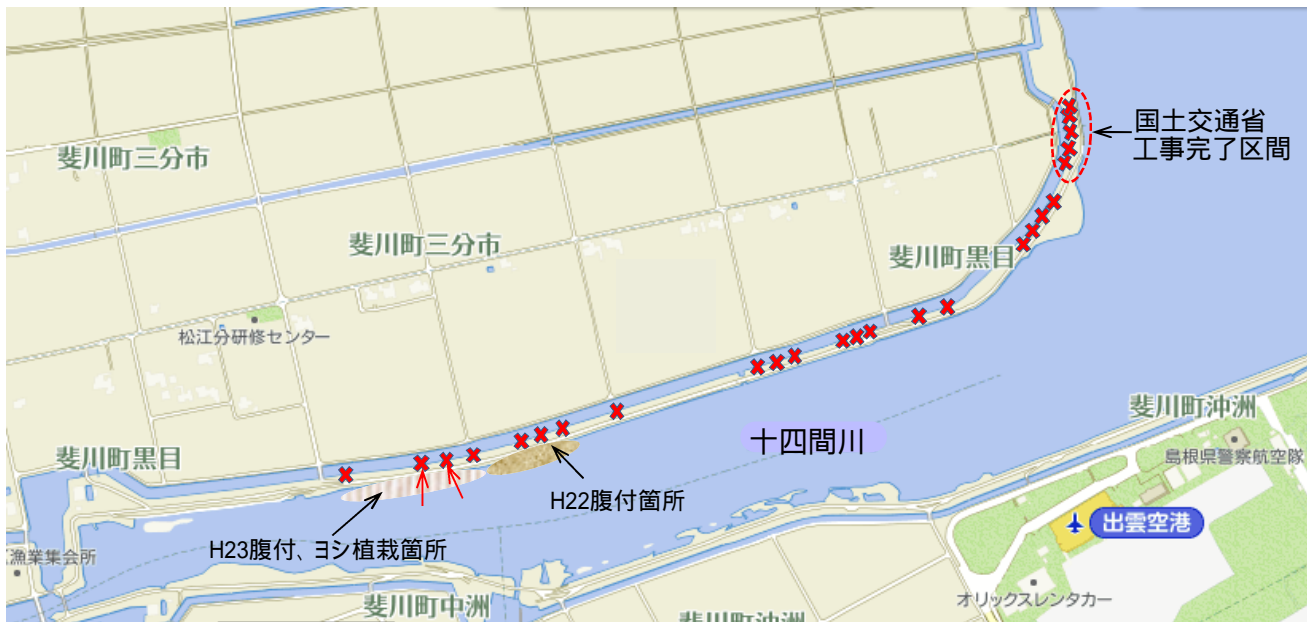 国土交通省
工事完了区間
斐川町三分市
斐川町三分市
斐川町黒目
松江分研修センター
斐川町沖洲
十四間川
斐川町黒目
島根県警察航空隊
H22腹付箇所
出雲空港
H23腹付、ヨシ植栽箇所
漁業集会所
オリックスレンタカー
斐川町中洲
斐川町沖洲